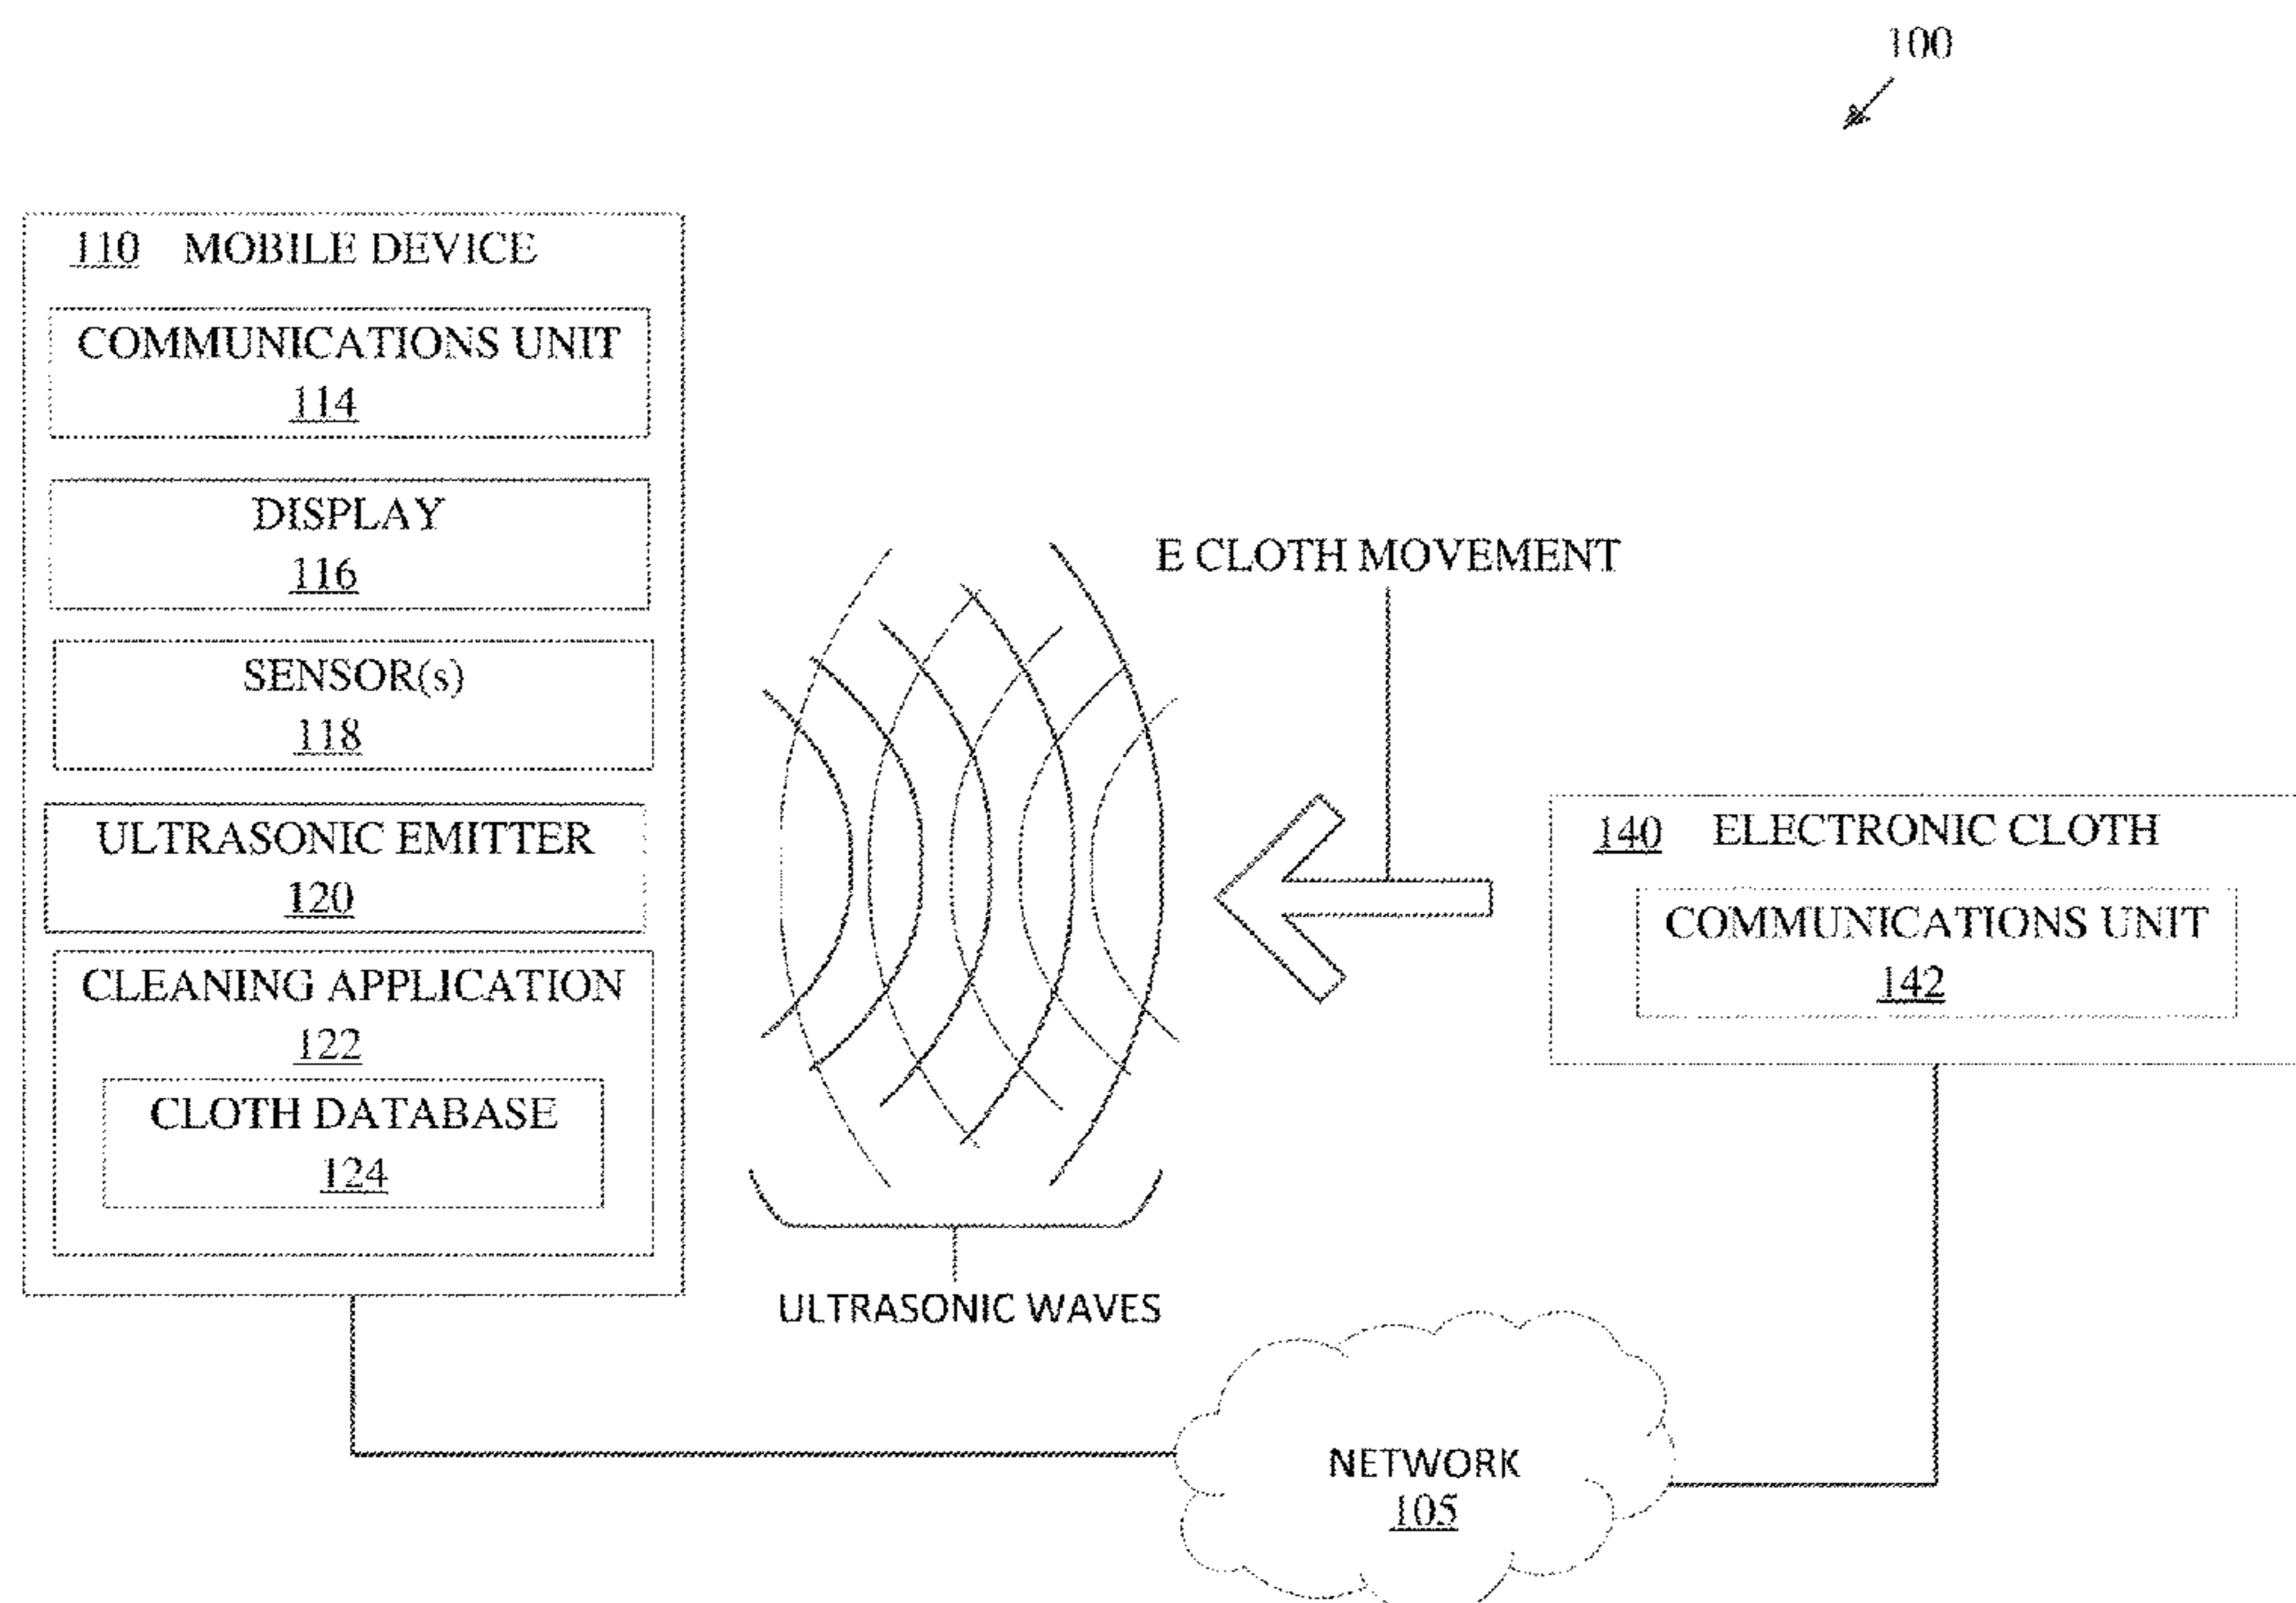 100
110 MOBILE DEVICE
COMMUNICATIONS UNIT
114
DISPLAY
116
SENSOR(s)
118
ULTRASONIC EMITTER
120
CLEANING APPLICATION
122
CLOTH DATABASE
124
E CLOTH MOVEMENT
ULTRASONIC WAVES
140 ELECTRONIC CLOTH
COMMUNICATIONS UNIT
142
NETWORK
105